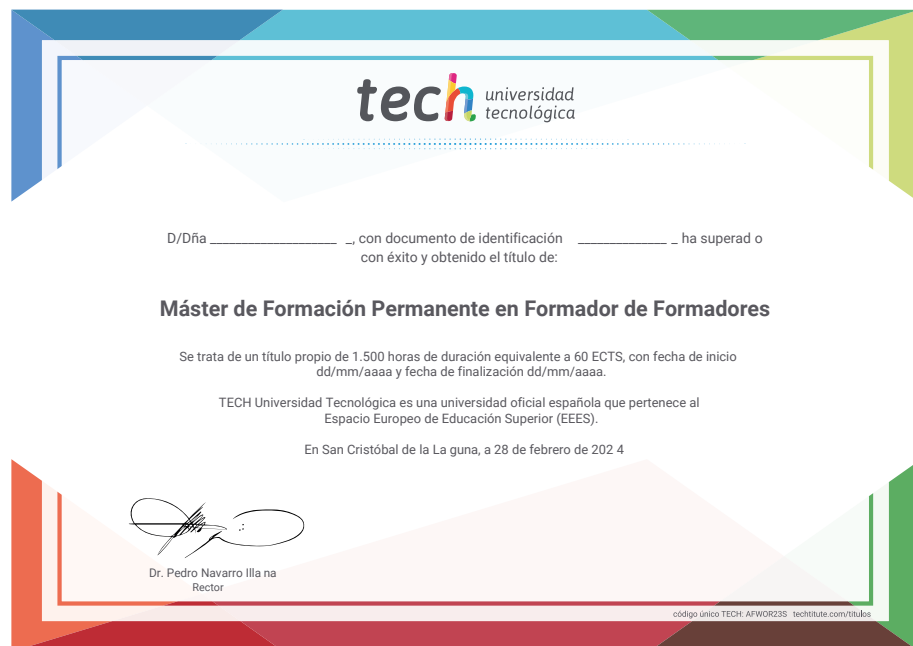 tech universidad
tecnológica
D/Dña ____________________ _, con documento de identificación ______________ _ ha superad o
con éxito y obtenido el título de:
Máster de Formación Permanente en Formador de Formadores
Se trata de un título propio de 1.500 horas de duración equivalente a 60 ECTS, con fecha de inicio
dd/mm/aaaa y fecha de finalización dd/mm/aaaa.
TECH Universidad Tecnológica es una universidad oficial española que pertenece al
Espacio Europeo de Educación Superior (EEES).
En San Cristóbal de la La guna, a 28 de febrero de 202 4
Dr. Pedro Navarro Illa na
Rector
código único TECH: AFWOR23S techtitute.com/titulos